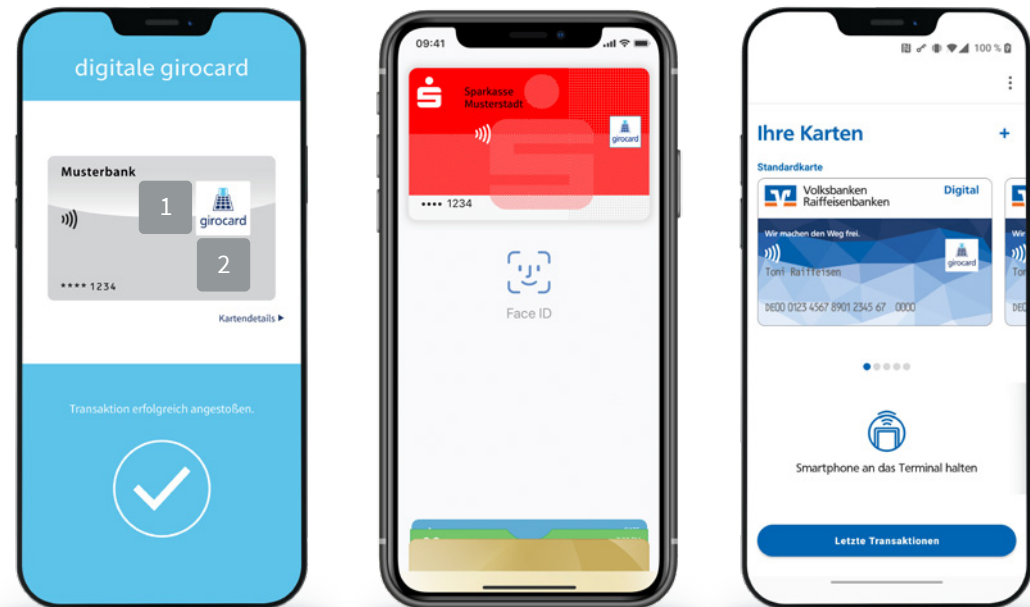 digitale girocard
Musterbank
1
girocard
2
**** 1234
Kartendetails
Transaktion erfolgreich angestoßen.
09:41
Sparkasse
Musterstadt
girocard
•••• 1234
Face ID
100 %
Ihre Karten
+
Standardkarte
Volksbanken
Raiffeisenbanken
Digital
Wir machen den Weg frei.
girocard
Toni Raiffeisen
DE00 0123 4567 8901 2345 67 0000
Wir
Smartphone an das Terminal halten
Letzte Transaktionen